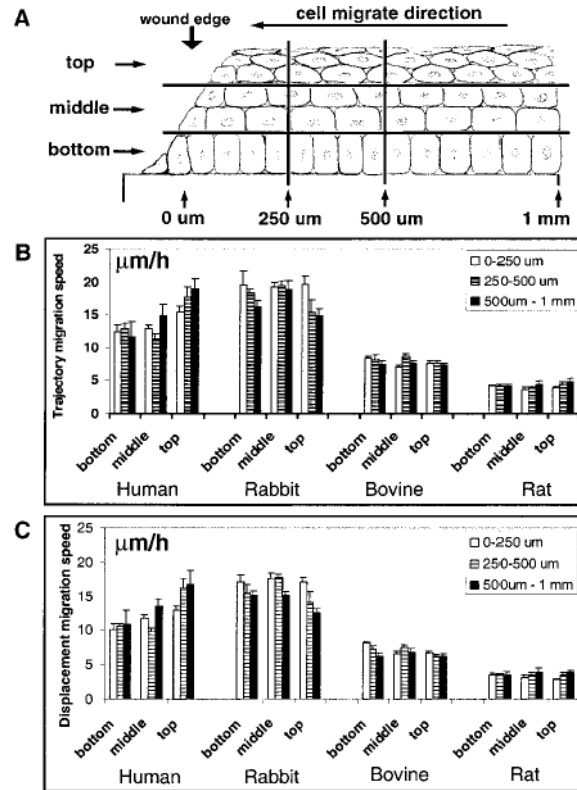 A
wound edge
cell migrate direction
top
middle
bottom
0 um
250 um
500 um
1 mm
B
μm/h
25
20
15
10
5
0
Trajectory migration speed
0-250 um
250-500 um
500um - 1 mm
bottom middle top bottom middle top bottom middle top bottom middle top
Human Rabbit Bovine Rat
C
μm/h
25
20
15
10
5
0
Displacement migration speed
0-250 um
250-500 um
500um - 1 mm
bottom middle top bottom middle top bottom middle top bottom middle top
Human Rabbit Bovine Rat